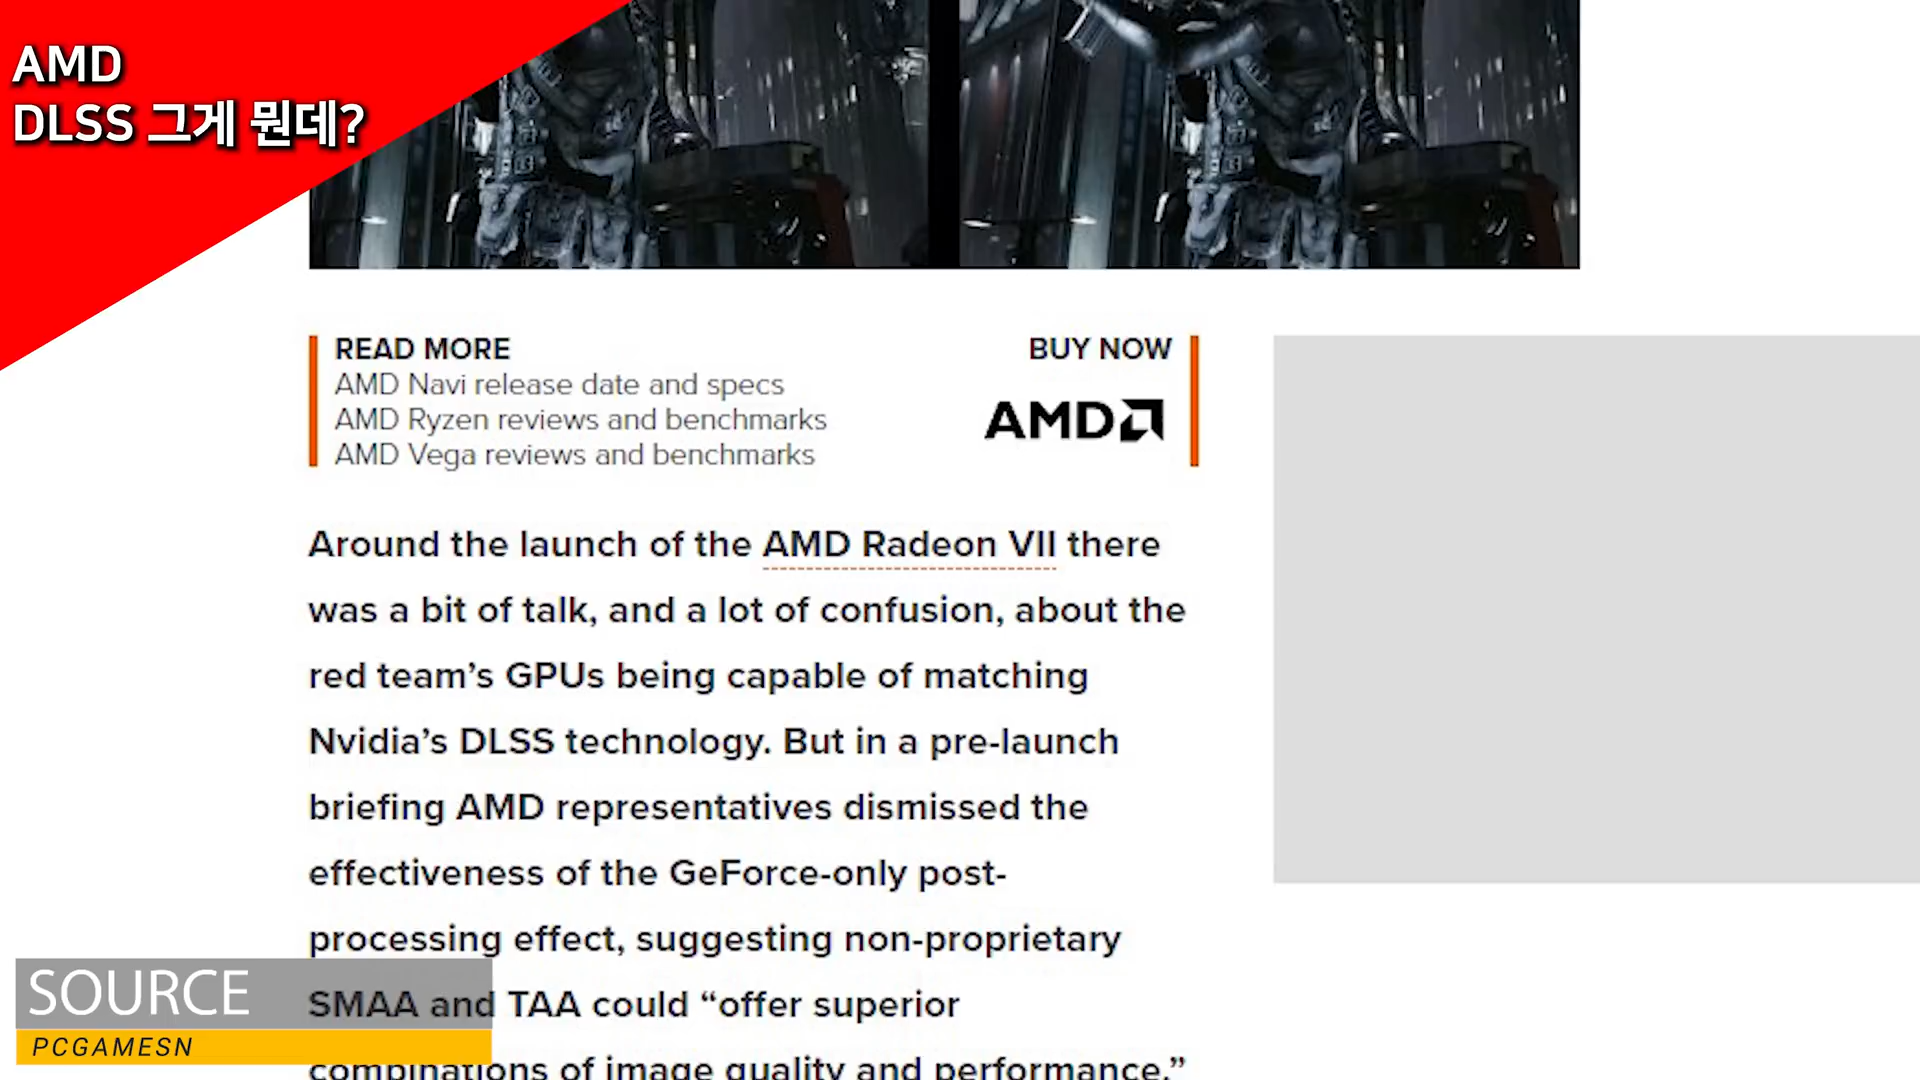 AMD
DLSS 그게 뭔데?
READ MORE
AMD Navi release date and specs
AMD Ryzen reviews and benchmarks
AMD Vega reviews and benchmarks
BUY NOW
AMD
Around the launch of the AMD Radeon VII there
was a bit of talk, and a lot of confusion, about the
red team’s GPUs being capable of matching
Nvidia’s DLSS technology. But in a pre-launch
briefing AMD representatives dismissed the
effectiveness of the GeForce-only post-
processing effect, suggesting non-proprietary
SMAA and TAA could “offer superior
combinations of image quality and performance.”
SOURCE
PCGAMESN